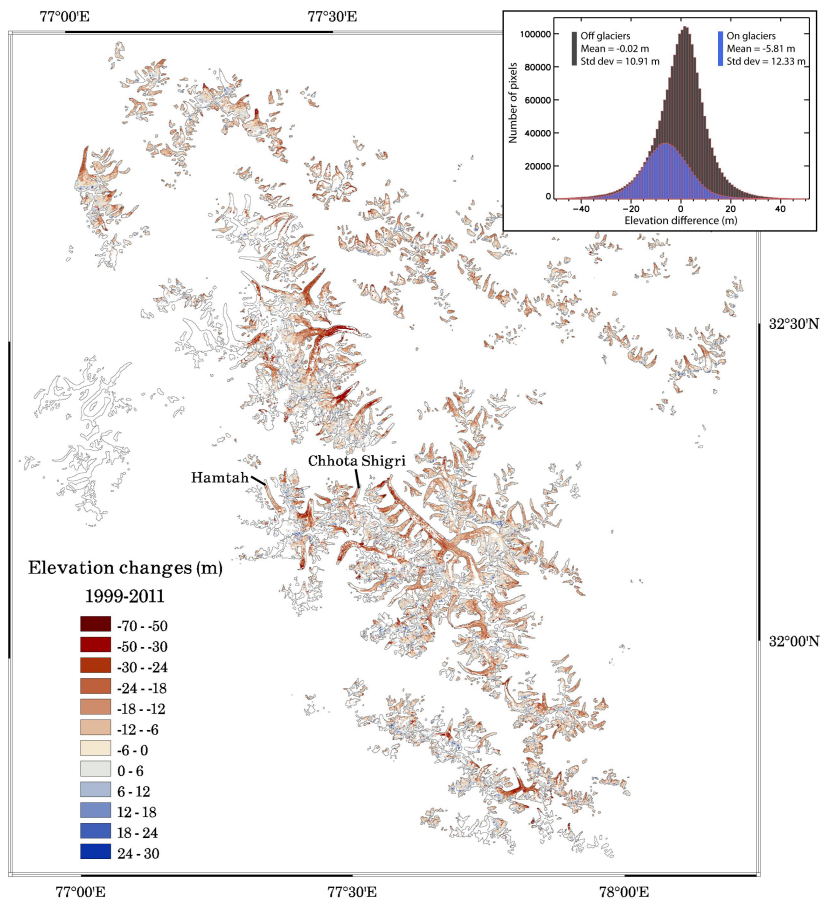 77°00'E
77°30'E
Off glaciers
Mean = -0.02 m
Std dev = 10.91 m
On glaciers
Mean = -5.81 m
Std dev = 12.33 m
100000
80000
60000
40000
20000
0
Number of pixels
-40
-20
0
20
40
Elevation difference (m)
32°30'N
Chhota Shigri
Hamtah
Elevation changes (m)
1999-2011
-70 - -50
-50 - -30
-30 - -24
-24 - -18
-18 - -12
-12 - -6
-6 - 0
0 - 6
6 - 12
12 - 18
18 - 24
24 - 30
32°00'N
77°00'E
77°30'E
78°00'E